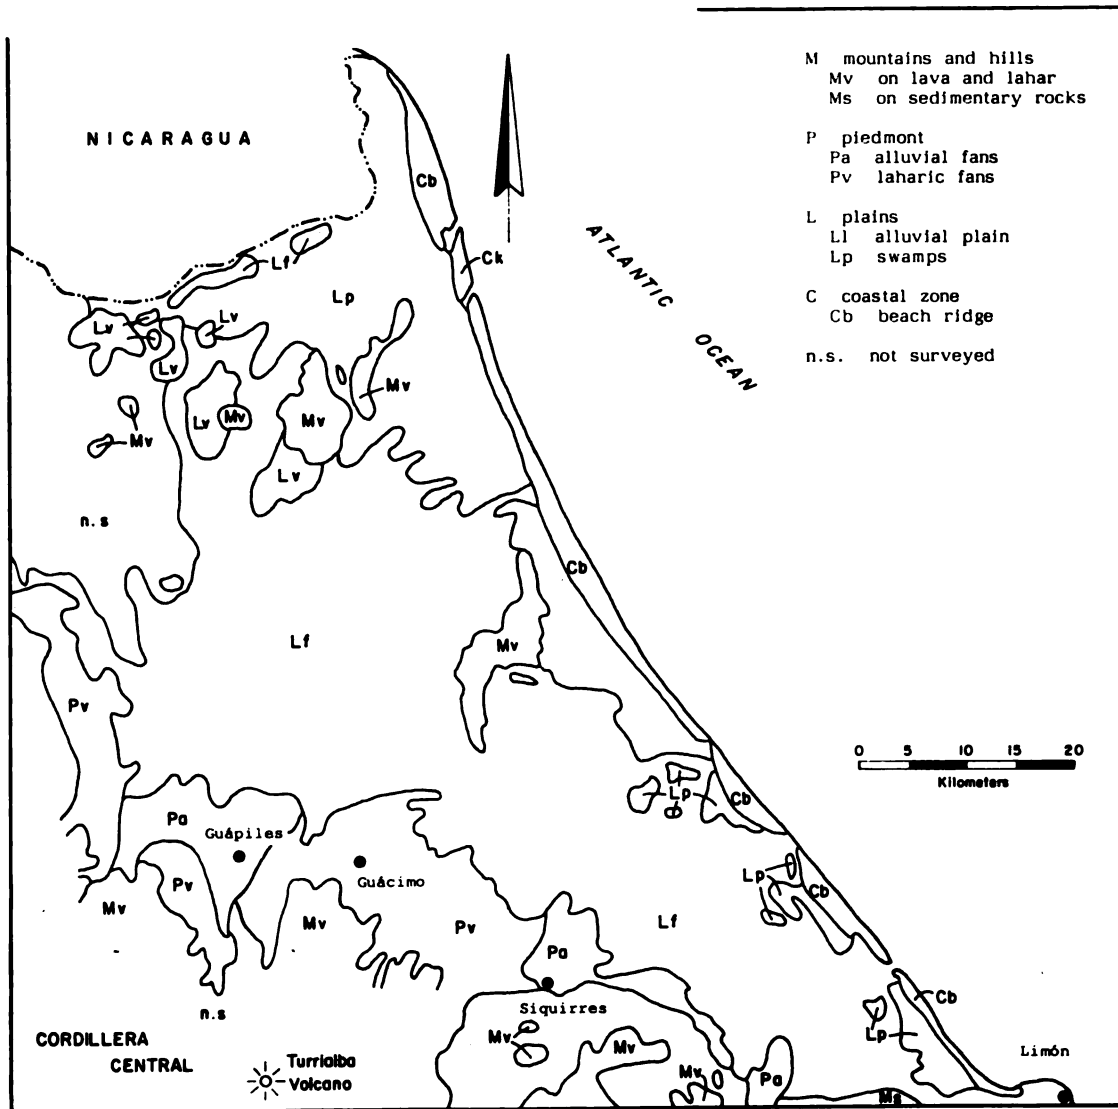 M mountains and hills
Mv on lava and lahar
Ms on sedimentary rocks
P piedmont
Pa alluvial fans
Pv laharic fans
L plains
Ll alluvial plain
Lp swamps
C coastal zone
Cb beach ridge
n.s. not surveyed
NICARAGUA
Cb
ATLANTIC OCEAN
Lf
Ck
Lp
Lv
Lv
Lv
Mv
Lv
Mv
Mv
Mv
Lv
n.s
Cb
Lf
Mv
Pv
0 5 10 15 20
Kilometers
Lp
Cb
Pa
Guápiles
Guácimo
Pv
Lp
Cb
Mv
Mv
Pv
Lf
Pa
Cb
n.s
Siquirres
Lp
Mv
Mv
Limón
CORDILLERA
CENTRAL
Turrialba
Volcano
Mv
Pa
Ms